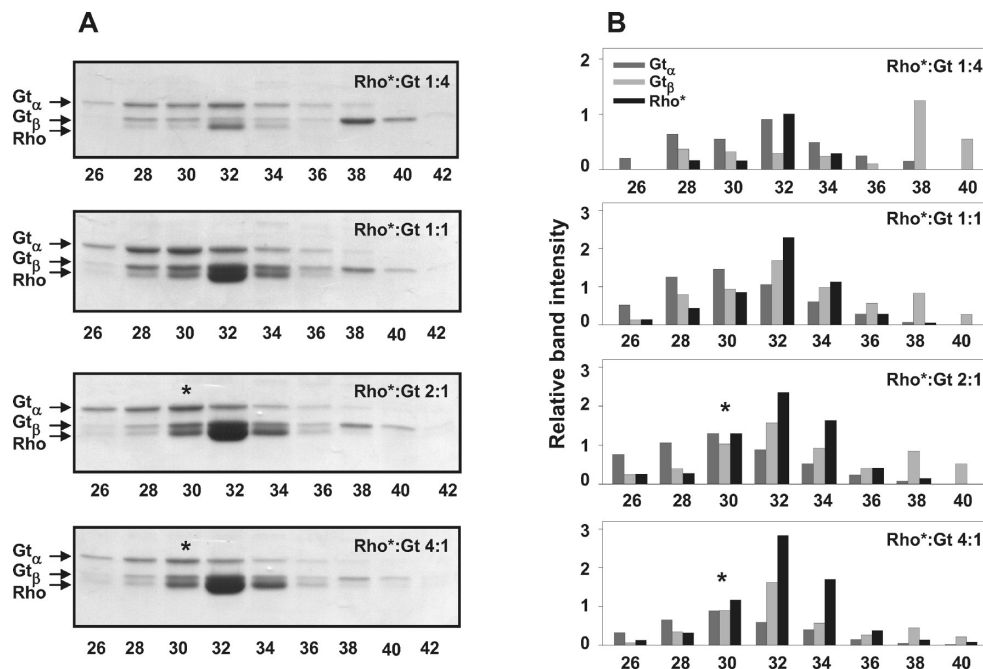 A
Rho*:Gt 1:4
Gtα
Gtβ
Rho
26 28 30 32 34 36 38 40 42
Rho*:Gt 1:1
Gtα
Gtβ
Rho
26 28 30 32 34 36 38 40 42
* Rho*:Gt 2:1
Gtα
Gtβ
Rho
26 28 30 32 34 36 38 40 42
* Rho*:Gt 4:1
Gtα
Gtβ
Rho
26 28 30 32 34 36 38 40 42
B
Relative band intensity
Rho*:Gt 1:4
Gtα
Gtβ
Rho*
2
1
0
26 28 30 32 34 36 38 40
Rho*:Gt 1:1
3
2
1
0
26 28 30 32 34 36 38 40
Rho*:Gt 2:1
3
2
1
0
*
26 28 30 32 34 36 38 40
Rho*:Gt 4:1
3
2
1
0
*
26 28 30 32 34 36 38 40